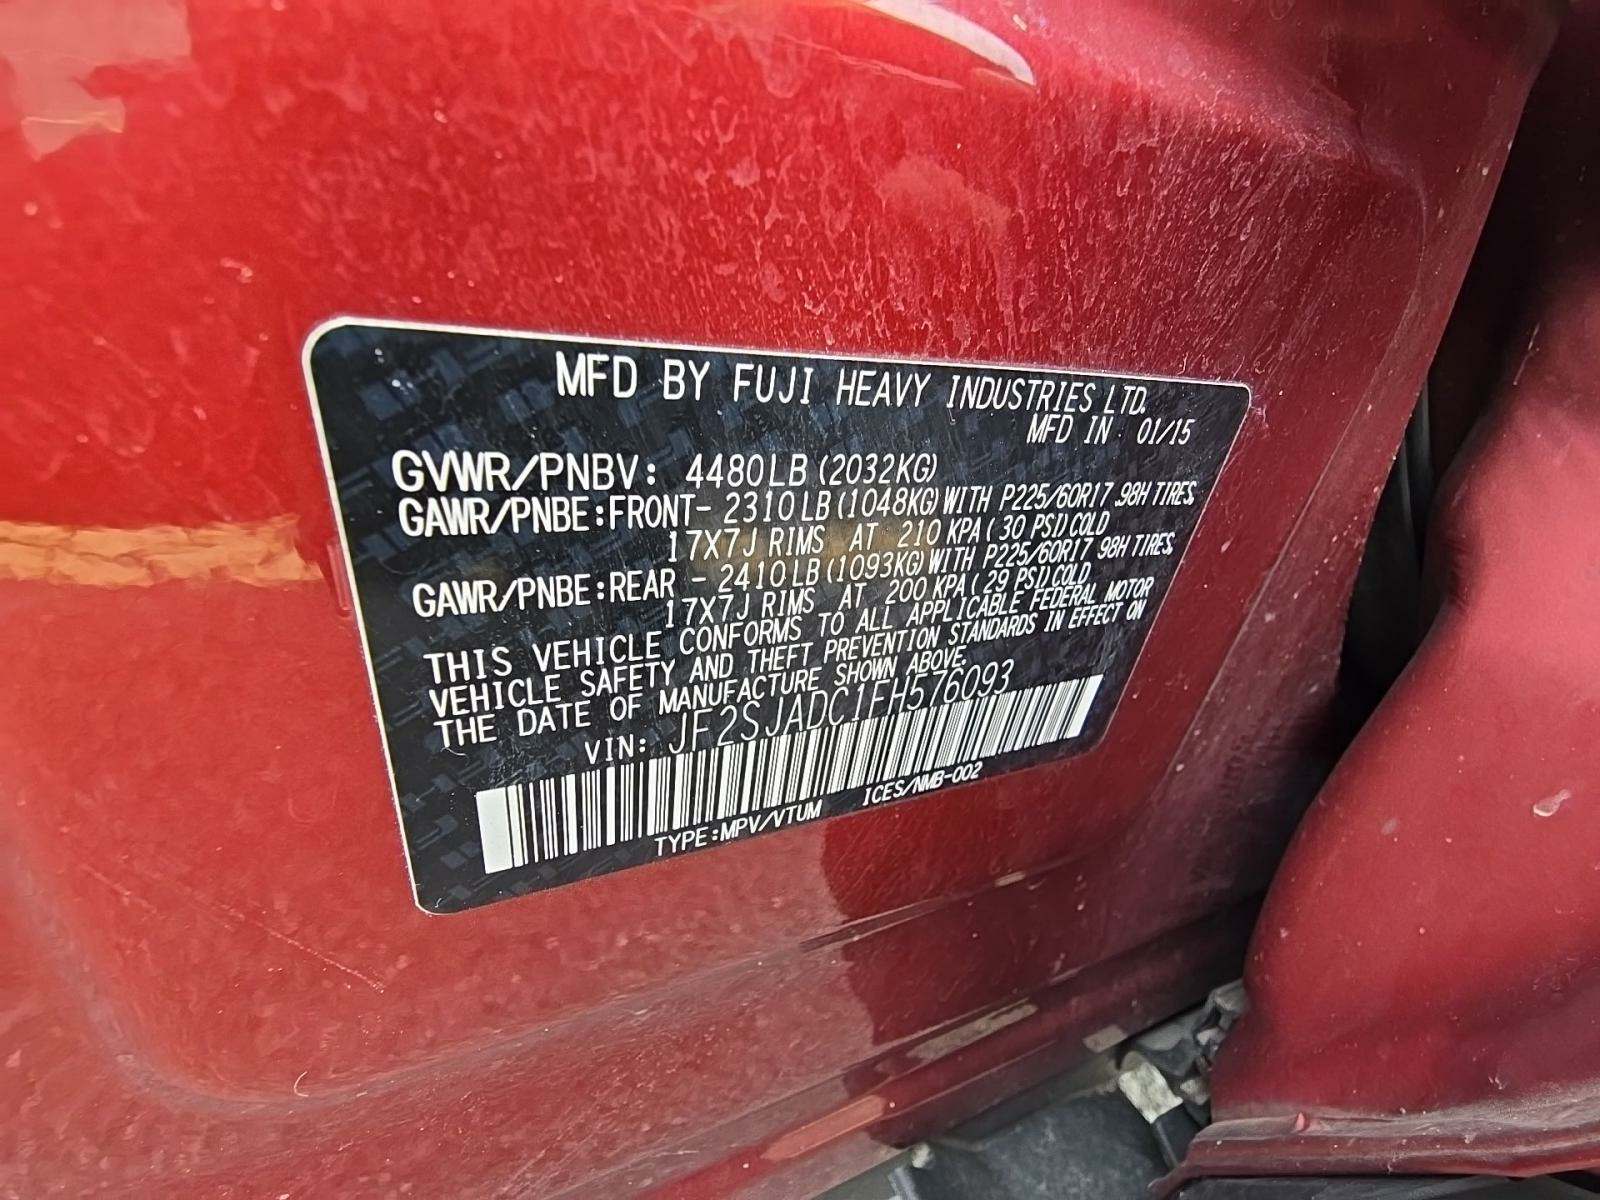 MFD BY FUJI HEAVY INDUSTRIES LTD.
MFD IN 01/15
GVWR/PNBV: 4480LB (2032KG)
GAWR/PNBE:FRONT- 2310LB (1048KG) WITH P225/60R17 98H TIRES,
17X7J RIMS AT 210 KPA ( 30 PSI) COLD
GAWR/PNBE:REAR - 2410LB (1093KG) WITH P225/60R17 98H TIRES,
17X7J RIMS AT 200 KPA ( 29 PSI) COLD
THIS VEHICLE CONFORMS TO ALL APPLICABLE FEDERAL MOTOR
VEHICLE SAFETY AND THEFT PREVENTION STANDARDS IN EFFECT ON
THE DATE OF MANUFACTURE SHOWN ABOVE.
VIN: JF2SJADC1FH576093
TYPE:MPV/VTUM ICES/NMB-002